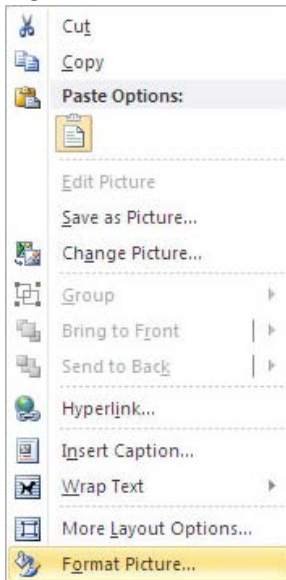 Cut
Copy
Paste Options:
Edit Picture
Save as Picture...
Change Picture...
Group
Bring to Front
Send to Back
Hyperlink...
Insert Caption...
Wrap Text
More Layout Options...
Format Picture...